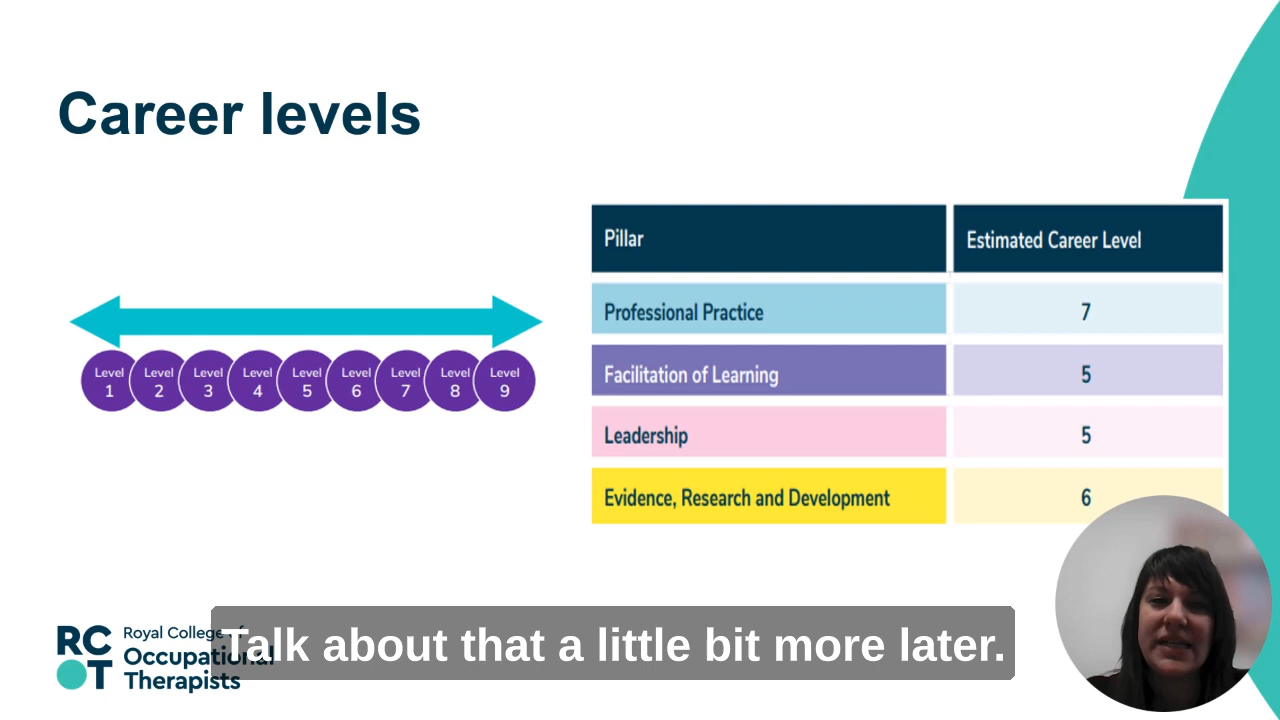 Career levels
Pillar
Estimated Career Level
Professional Practice
7
Facilitation of Learning
5
Leadership
5
Evidence, Research and Development
6
Level 1
Level 2
Level 3
Level 4
Level 5
Level 6
Level 7
Level 8
Level 9
RC
OT
Royal College of
Occupational
Therapists
Talk about that a little bit more later.